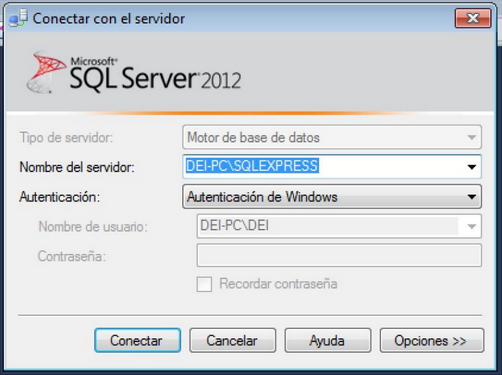 Conectar con el servidor
Microsoft®
SQL Server® 2012
Tipo de servidor: Motor de base de datos
Nombre del servidor: DEI-PC\SQLEXPRESS
Autenticación: Autenticación de Windows
Nombre de usuario: DEI-PC\DEI
Contraseña:
Recordar contraseña
Conectar Cancelar Ayuda Opciones >>